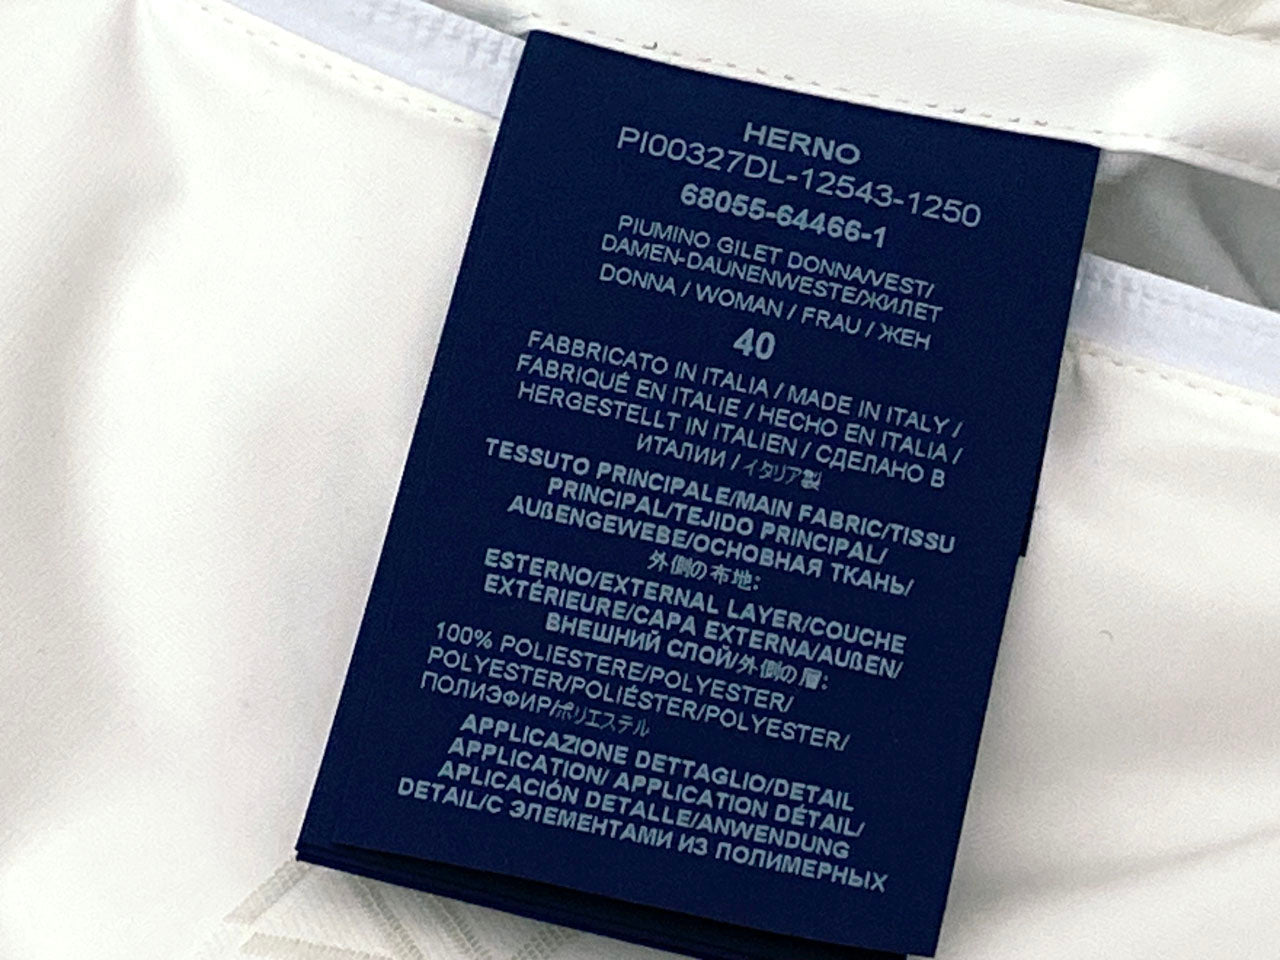 HERNO
PI00327DL-12543-1250
68055-64466-1
PIUMINO GILET DONNA/VEST/
DAMEN-DAUNENWESTE/ЖИЛЕТ
DONNA / WOMAN / FRAU / ЖЕН
40
FABBRICATO IN ITALIA / MADE IN ITALY /
FABRIQUÉ EN ITALIE / HECHO EN ITALIA /
HERGESTELLT IN ITALIEN / СДЕЛАНО В
ИТАЛИИ / イタリア製
TESSUTO PRINCIPALE/MAIN FABRIC/TISSU
PRINCIPAL/TEJIDO PRINCIPAL/
AUßENGEWEBE/ОСНОВНАЯ ТКАНЬ/
外側の布地:
ESTERNO/EXTERNAL LAYER/COUCHE
EXTÉRIEURE/CAPA EXTERNA/AUßEN/
ВНЕШНИЙ СЛОЙ/外側の層:
100% POLIESTERE/POLYESTER/
POLYESTER/POLIÉSTER/POLYESTER/
ПОЛИЭФИР/ポリエステル
APPLICAZIONE DETTAGLIO/DETAIL
APPLICATION/ APPLICATION DÉTAIL/
APLICACIÓN DETALLE/ANWENDUNG
DETAIL/С ЭЛЕМЕНТАМИ ИЗ ПОЛИМЕРНЫХ